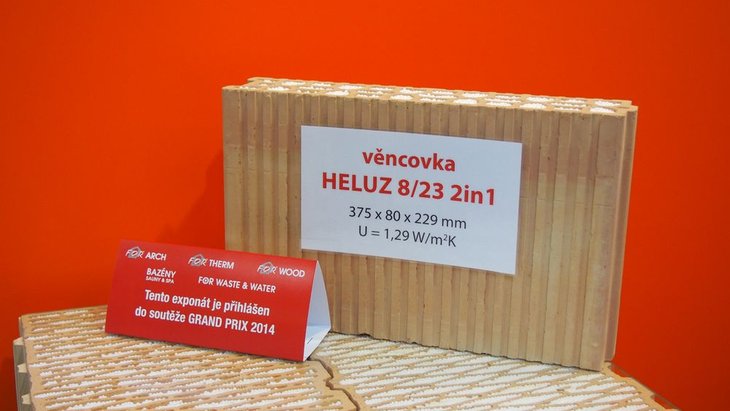 věncovka
HELUZ 8/23 2in1
375 x 80 x 229 mm
U = 1,29 W/m²K
FOR ARCH
FOR THERM
FOR WOOD
BAZÉNY
SAUNY & SPA
FOR WASTE & WATER
Tento exponát je přihlášen
do soutěže GRAND PRIX 2014